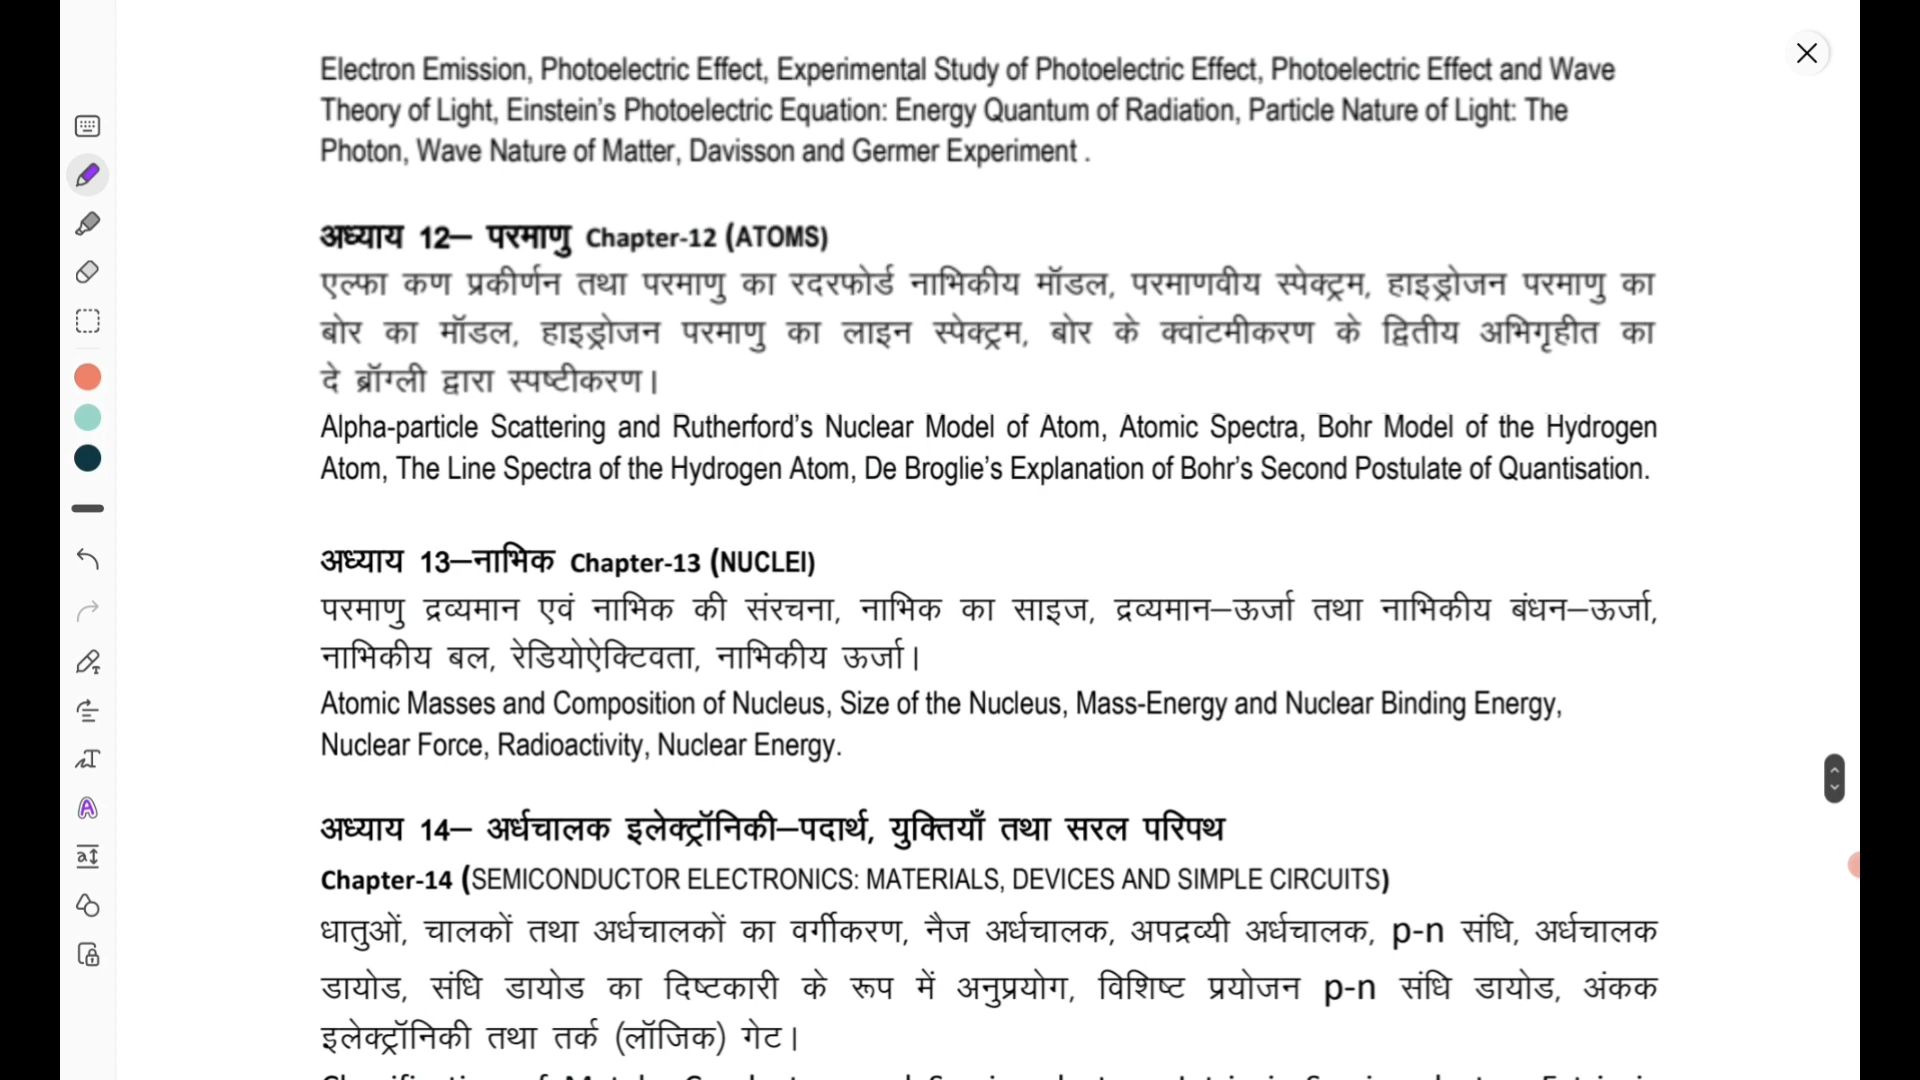 Electron Emission, Photoelectric Effect, Experimental Study of Photoelectric Effect, Photoelectric Effect and Wave
Theory of Light, Einstein’s Photoelectric Equation: Energy Quantum of Radiation, Particle Nature of Light: The
Photon, Wave Nature of Matter, Davisson and Germer Experiment .
अध्याय 12– परमाणु Chapter-12 (ATOMS)
एल्फा कण प्रकीर्णन तथा परमाणु का रदरफोर्ड नाभिकीय मॉडल, परमाणवीय स्पेक्ट्रम, हाइड्रोजन परमाणु का
बोर का मॉडल, हाइड्रोजन परमाणु का लाइन स्पेक्ट्रम, बोर के क्वांटमीकरण के द्वितीय अभिगृहीत का
दे ब्रॉग्ली द्वारा स्पष्टीकरण।
Alpha-particle Scattering and Rutherford’s Nuclear Model of Atom, Atomic Spectra, Bohr Model of the Hydrogen
Atom, The Line Spectra of the Hydrogen Atom, De Broglie’s Explanation of Bohr’s Second Postulate of Quantisation.
अध्याय 13–नाभिक Chapter-13 (NUCLEI)
परमाणु द्रव्यमान एवं नाभिक की संरचना, नाभिक का साइज, द्रव्यमान–ऊर्जा तथा नाभिकीय बंधन–ऊर्जा,
नाभिकीय बल, रेडियोऐक्टिवता, नाभिकीय ऊर्जा।
Atomic Masses and Composition of Nucleus, Size of the Nucleus, Mass-Energy and Nuclear Binding Energy,
Nuclear Force, Radioactivity, Nuclear Energy.
अध्याय 14– अर्धचालक इलेक्ट्रॉनिकी–पदार्थ, युक्तियाँ तथा सरल परिपथ
Chapter-14 (SEMICONDUCTOR ELECTRONICS: MATERIALS, DEVICES AND SIMPLE CIRCUITS)
धातुओं, चालकों तथा अर्धचालकों का वर्गीकरण, नैज अर्धचालक, अपद्रव्यी अर्धचालक, p-n संधि, अर्धचालक
डायोड, संधि डायोड का दिष्टकारी के रूप में अनुप्रयोग, विशिष्ट प्रयोजन p-n संधि डायोड, अंकक
इलेक्ट्रॉनिकी तथा तर्क (लॉजिक) गेट।